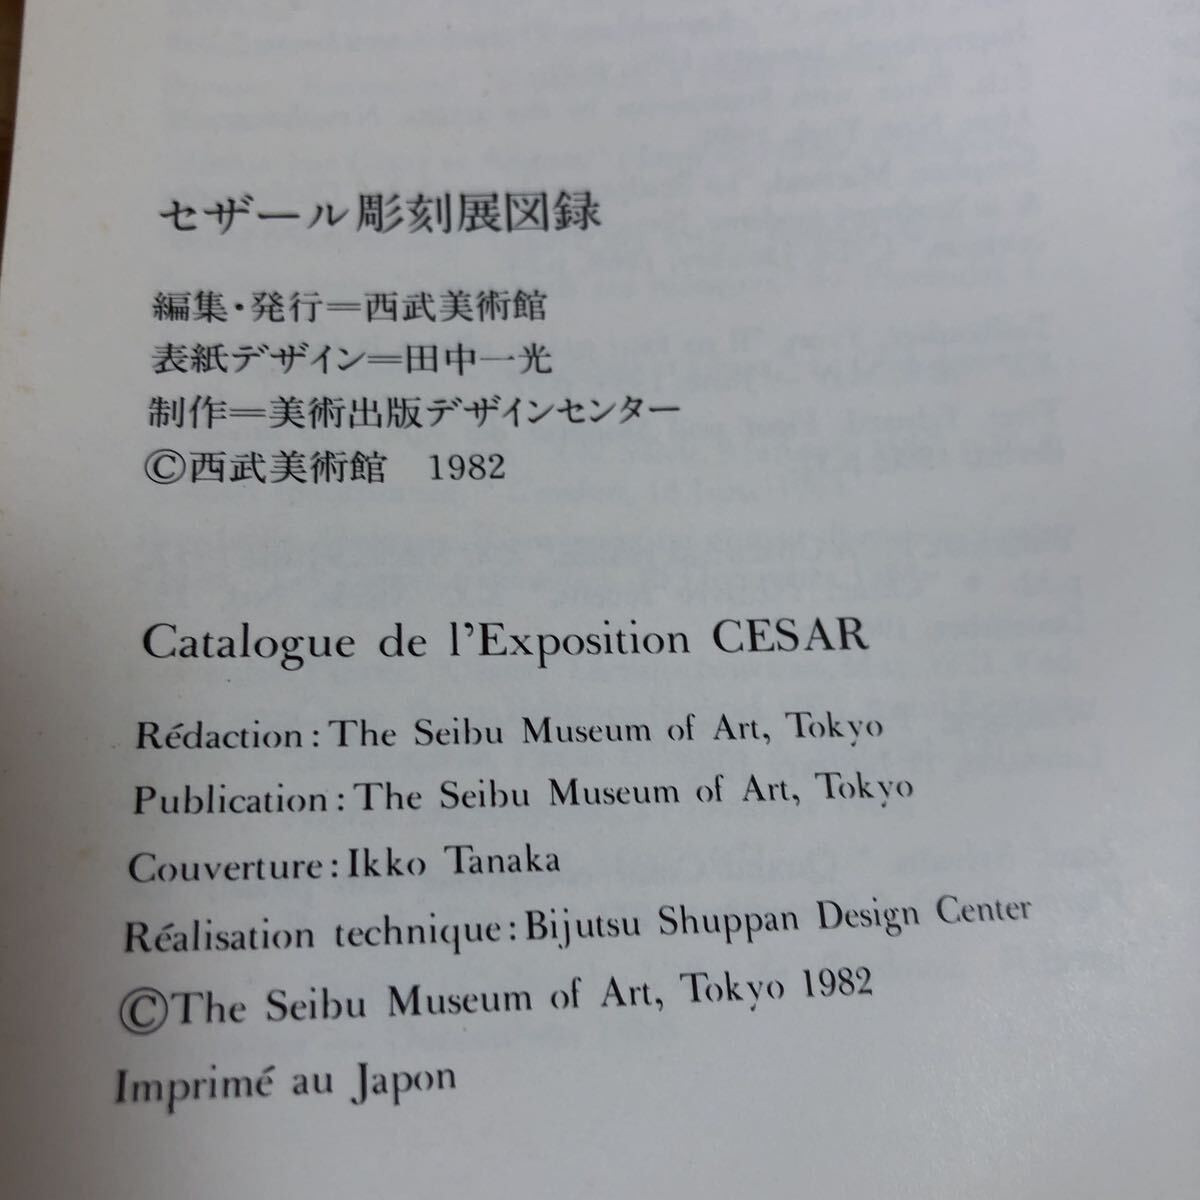 セザール彫刻展図録
編集・発行＝西武美術館
表紙デザイン＝田中一光
制作＝美術出版デザインセンター
©西武美術館　1982
Catalogue de l'Exposition CESAR
Rédaction: The Seibu Museum of Art, Tokyo
Publication: The Seibu Museum of Art, Tokyo
Couverture: Ikko Tanaka
Réalisation technique: Bijutsu Shuppan Design Center
©The Seibu Museum of Art, Tokyo 1982
Imprimé au Japon